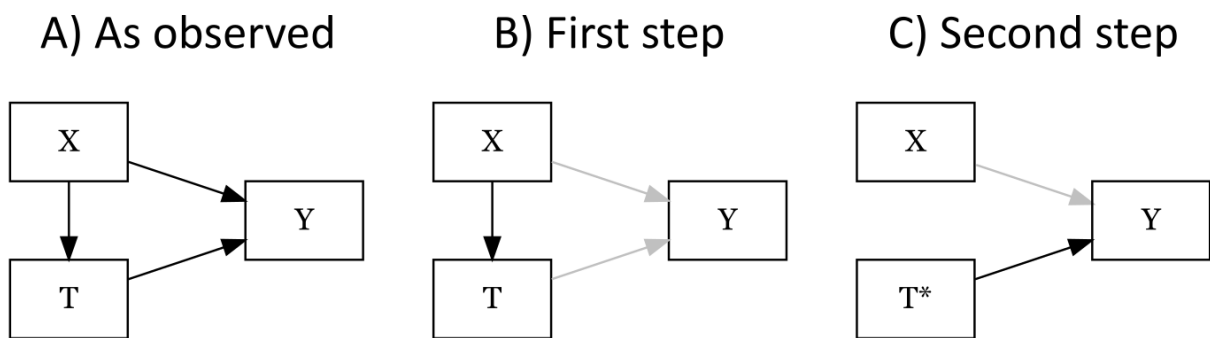 A) As observed
X
Y
T
B) First step
X
Y
T
C) Second step
X
Y
T*